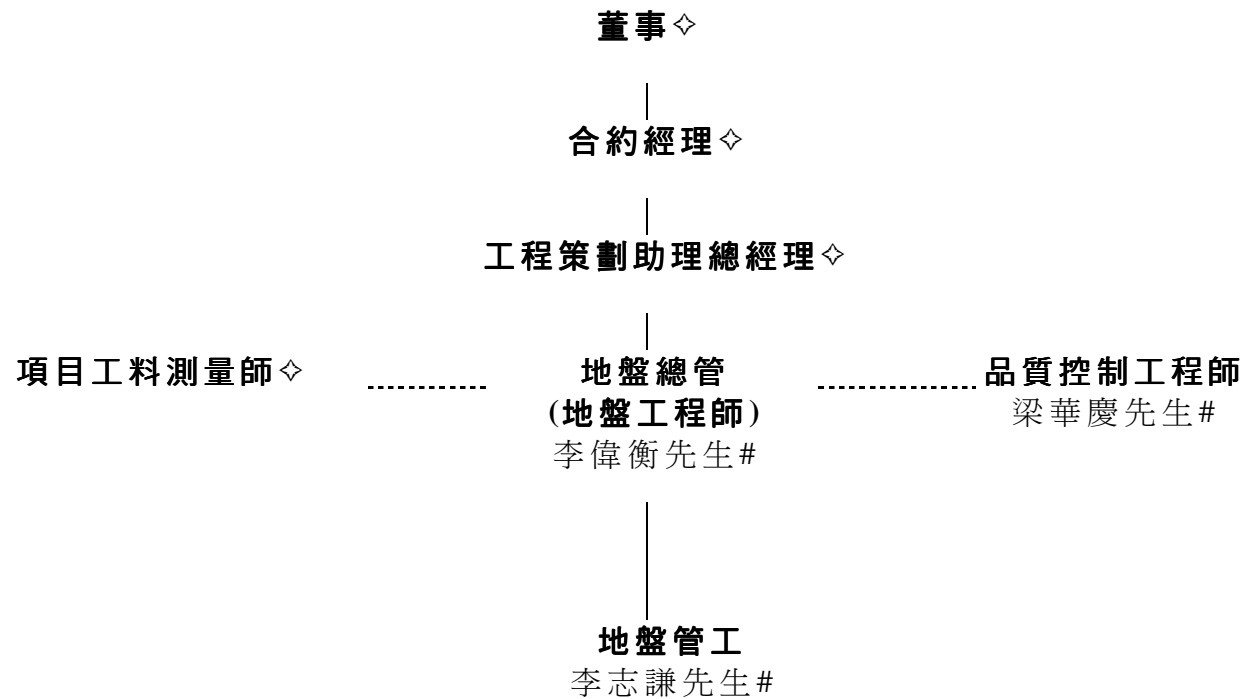 董事✧
合約經理✧
工程策劃助理總經理✧
項目工料測量師✧
地盤總管
(地盤工程師)
李偉衡先生#
品質控制工程師
梁華慶先生#
地盤管工
李志謙先生#